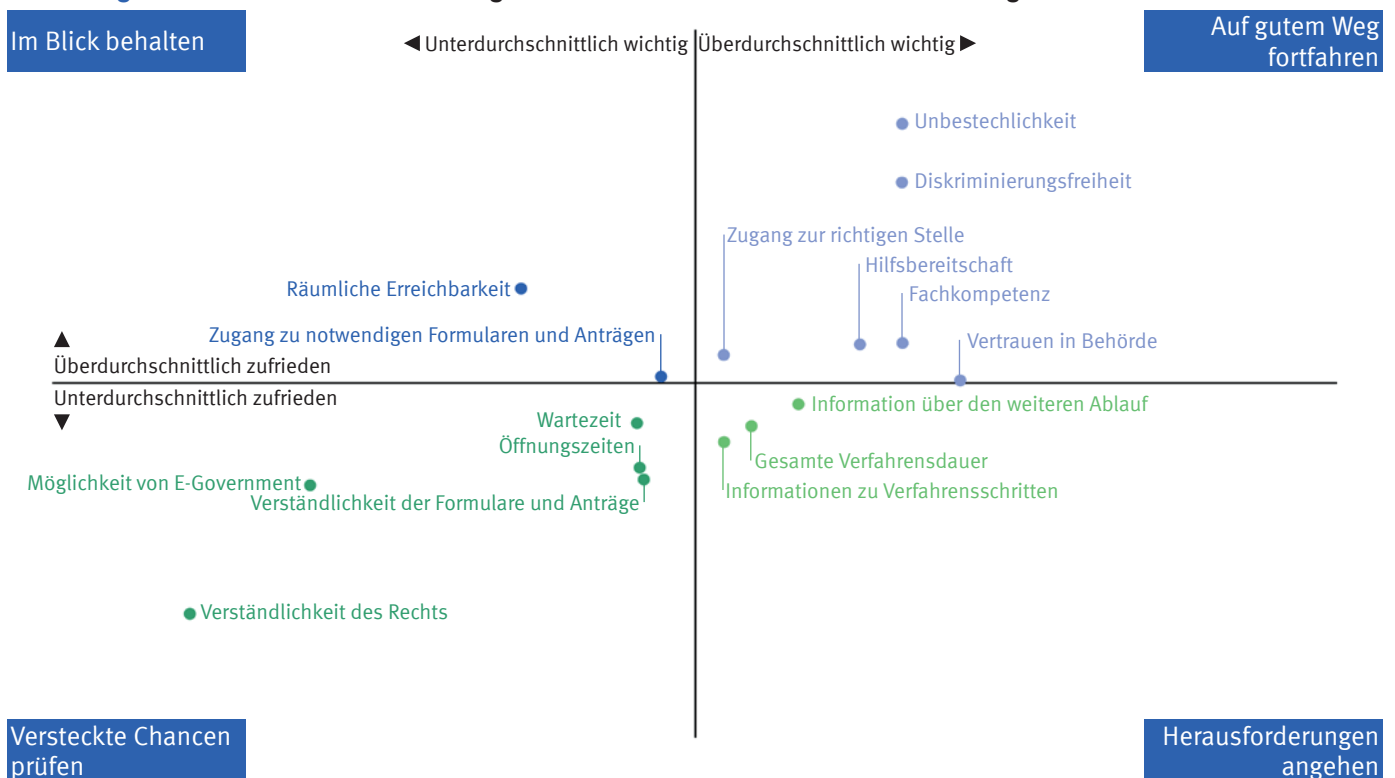 Im Blick behalten
◄ Unterdurchschnittlich wichtig
Überdurchschnittlich wichtig ►
Auf gutem Weg
fortfahren
Unbestechlichkeit
Diskriminierungsfreiheit
Zugang zur richtigen Stelle
Hilfsbereitschaft
Fachkompetenz
Räumliche Erreichbarkeit
Zugang zu notwendigen Formularen und Anträgen
Vertrauen in Behörde
▲
Überdurchschnittlich zufrieden
Unterdurchschnittlich zufrieden
▼
Information über den weiteren Ablauf
Wartezeit
Öffnungszeiten
Gesamte Verfahrensdauer
Möglichkeit von E-Government
Informationen zu Verfahrensschritten
Verständlichkeit der Formulare und Anträge
Verständlichkeit des Rechts
Versteckte Chancen
prüfen
Herausforderungen
angehen